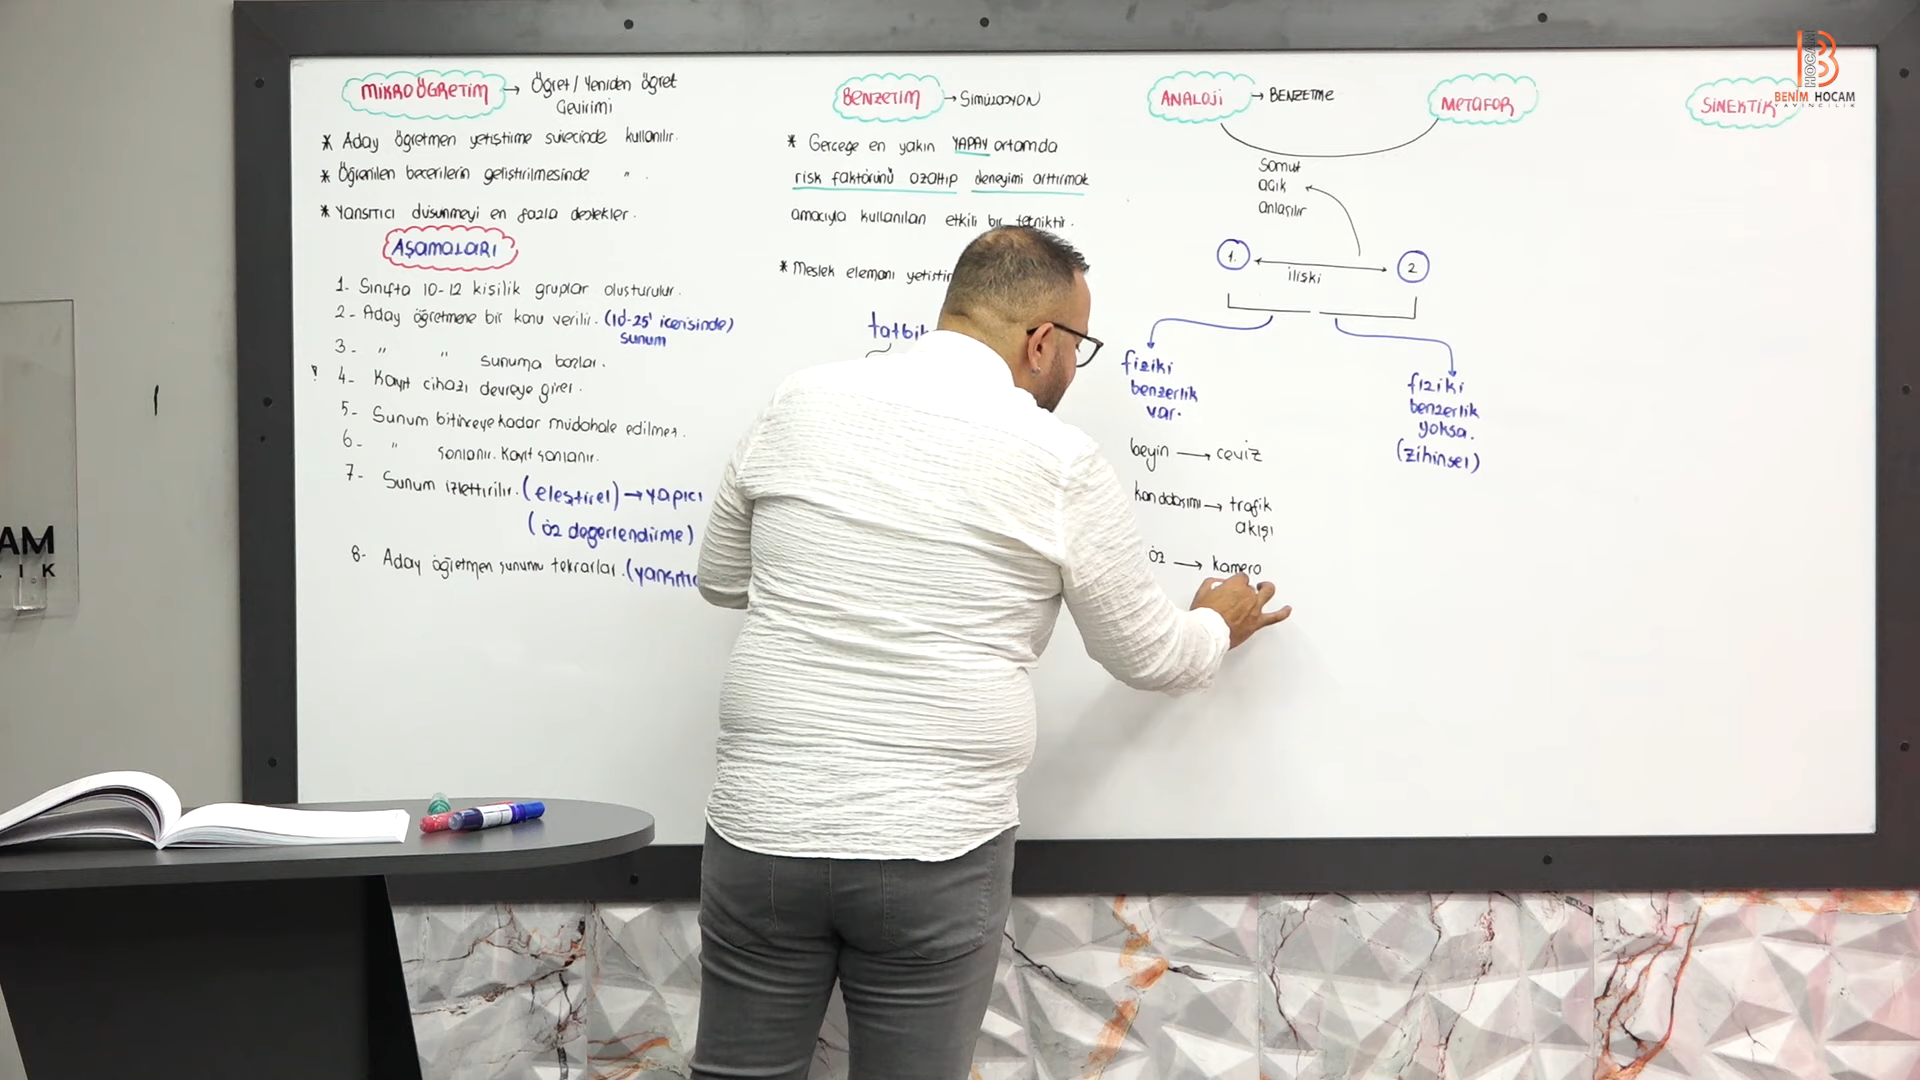 MİKROÖĞRETİM → Öğret/Yeniden öğret
Çevirimi
* Aday öğretmen yetiştirme sürecinde kullanılır.
* Öğrenilen becerilerin geliştirilmesinde " .
* Yansıtıcı düşünmeyi en fazla destekler.
AŞAMALARI
1- Sınıfta 10-12 kişilik gruplar oluşturulur.
2- Aday öğretmene bir konu verilir. (10-25' içerisinde)
sunum
3- " " sunuma başlar.
4- Kayıt cihazı devreye girer.
5- Sunum bitinceye kadar müdahale edilmez.
6- " sonlanır. Kayıt sonlanır.
7- Sunum izlettirilir. (eleştirel) → yapıcı
(öz değerlendirme)
8- Aday öğretmen sunumu tekrarlar. (yansıtıc
BENZETİM → Simülasyon
* Gerçeğe en yakın YAPAY ortamda
risk faktörünü azaltıp deneyimi arttırmak
amacıyla kullanılan etkili bir tekniktir.
* Meslek elemanı yetiştir
tatbik
ANALOJİ → BENZETME
METAFOR
Somut
açık
anlaşılır
1. ilişki 2
fiziki
benzerlik
var.
beyin → ceviz
kan dolaşımı → trafik
akışı
öz → kamera
fiziki
benzerlik
yoksa.
(zihinsel)
SİNEKTİK
B
HOCAM
BENİM HOCAM
YAYINCILIK
AM
LIK